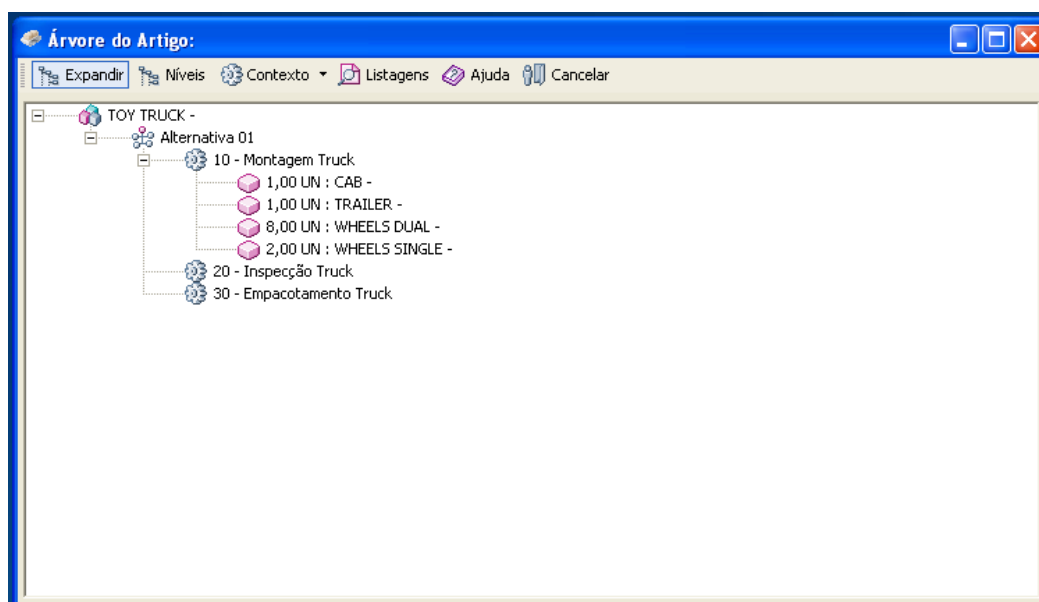 Árvore do Artigo:
Expandir Níveis Contexto Listagens Ajuda Cancelar
TOY TRUCK -
Alternativa 01
10 - Montagem Truck
1,00 UN : CAB -
1,00 UN : TRAILER -
8,00 UN : WHEELS DUAL -
2,00 UN : WHEELS SINGLE -
20 - Inspecção Truck
30 - Empacotamento Truck